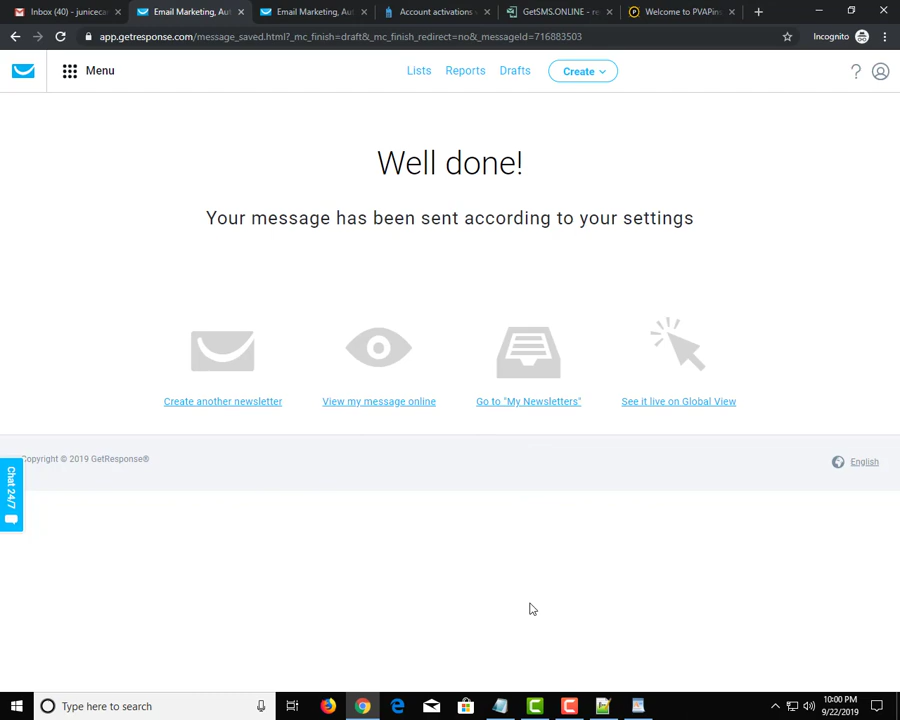 Inbox (40) - junicecar
Email Marketing, Aut
Email Marketing, Aut
Account activations -
GetSMS.ONLINE - re
Welcome to PVAPin
app.getresponse.com/message_saved.html?_mc_finish=draft&_mc_finish_redirect=no&_messageId=716883503
Incognito
Menu
Lists
Reports
Drafts
Create
Well done!
Your message has been sent according to your settings
Create another newsletter
View my message online
Go to "My Newsletters"
See it live on Global View
Copyright © 2019 GetResponse®
English
Chat 24/7
Type here to search
10:00 PM
9/22/2019